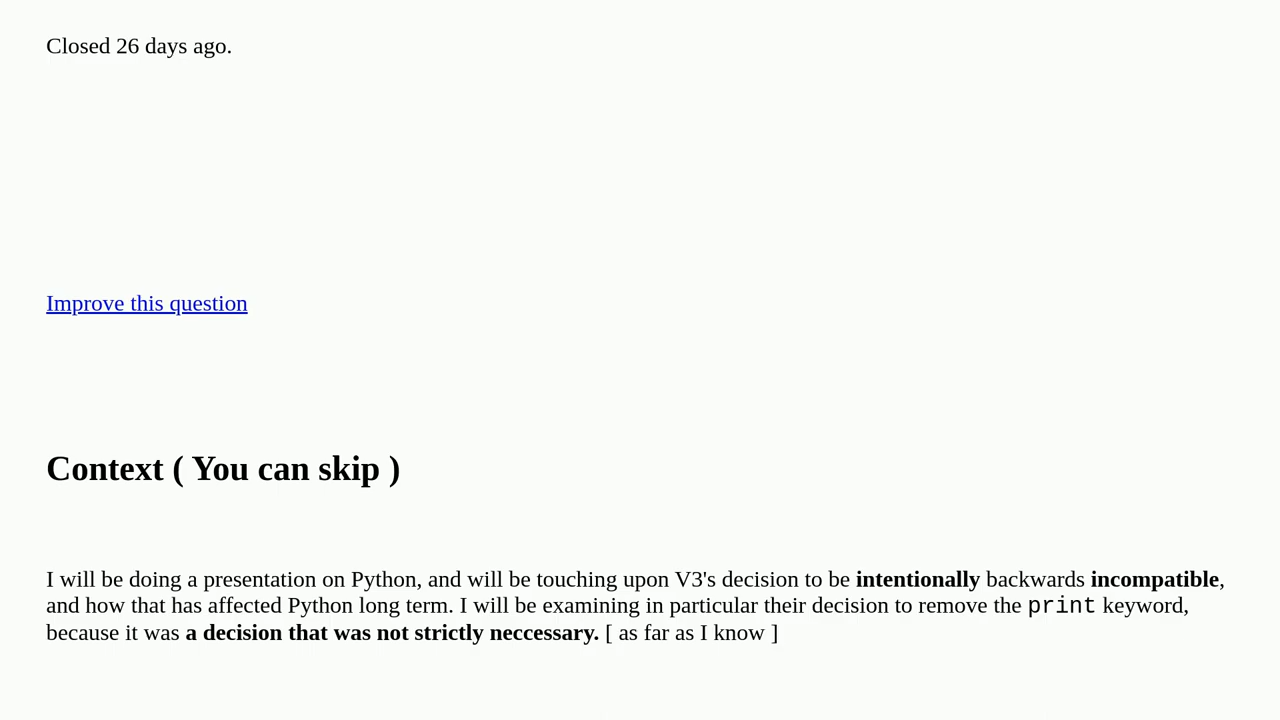 Closed 26 days ago.
Improve this question
Context ( You can skip )
I will be doing a presentation on Python, and will be touching upon V3's decision to be intentionally backwards incompatible,
and how that has affected Python long term. I will be examining in particular their decision to remove the print keyword,
because it was a decision that was not strictly neccessary. [ as far as I know ]